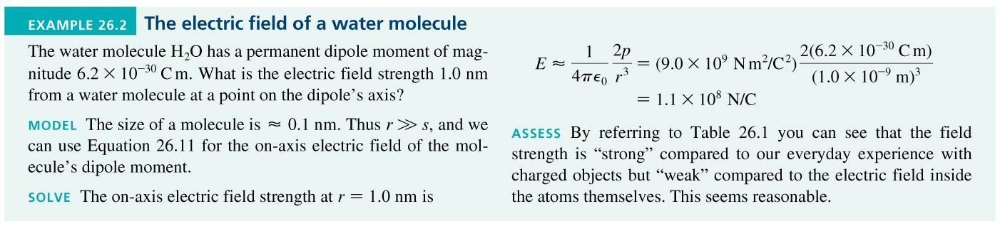 EXAMPLE 26.2 The electric field of a water molecule
The water molecule H₂O has a permanent dipole moment of mag-
nitude 6.2 × 10⁻³⁰ C m. What is the electric field strength 1.0 nm
from a water molecule at a point on the dipole's axis?
MODEL The size of a molecule is ≈ 0.1 nm. Thus r ≫ s, and we
can use Equation 26.11 for the on-axis electric field of the mol-
ecule's dipole moment.
SOLVE The on-axis electric field strength at r = 1.0 nm is
E ≈ 1/(4πϵ₀) 2p/r³ = (9.0 × 10⁹ N m²/C²) 2(6.2 × 10⁻³⁰ C m)/(1.0 × 10⁻⁹ m)³
= 1.1 × 10⁸ N/C
ASSESS By referring to Table 26.1 you can see that the field
strength is “strong” compared to our everyday experience with
charged objects but “weak” compared to the electric field inside
the atoms themselves. This seems reasonable.